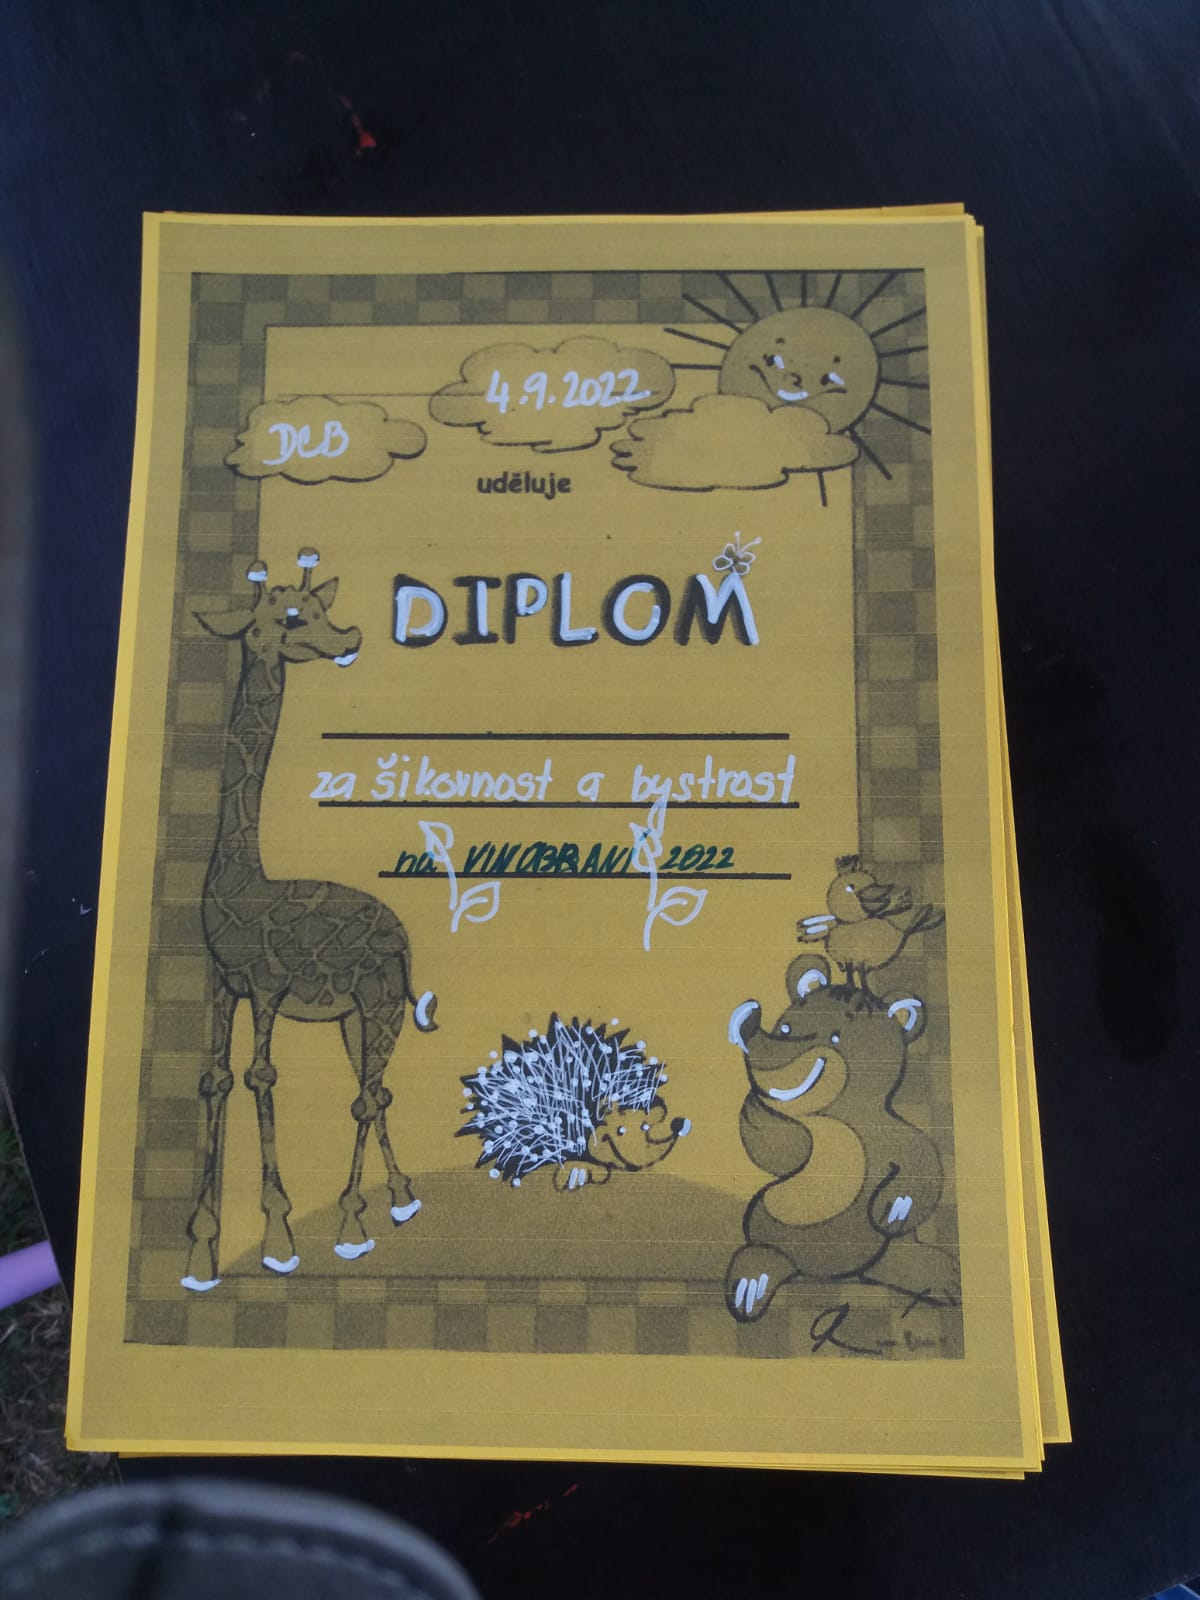 4.9.2022
DCB
uděluje
DIPLOM
za šikovnost a bystrost
na VINOBRANÍ 2022